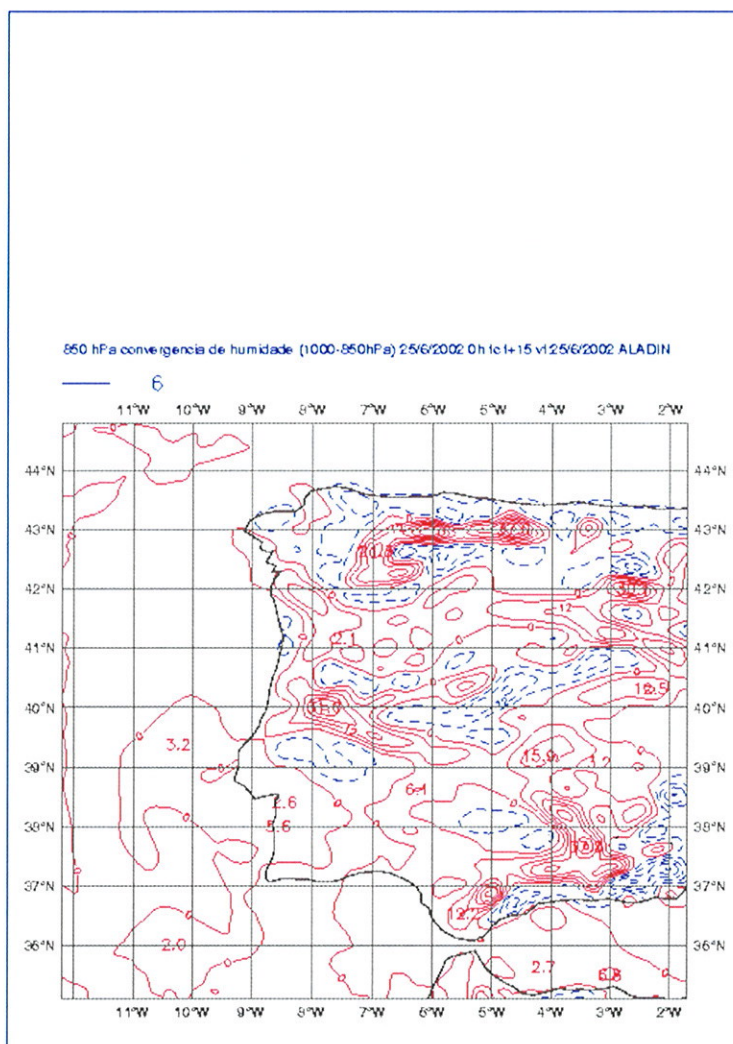 850 hPa convergencia de humidade (1000-850hPa) 25/6/2002 0h fct+15 vt:25/6/2002 ALADIN
6
11°W 10°W 9°W 8°W 7°W 6°W 5°W 4°W 3°W 2°W
44°N 44°N
43°N 43°N
42°N 42°N
12
2.1
41°N 41°N
40°N 40°N
3.2
15.9
39°N 39°N
2.6
6.1
5.6
38°N 38°N
37°N 37°N
12.2
2.0
36°N 36°N
2.7
6.8
11°W 10°W 9°W 8°W 7°W 6°W 5°W 4°W 3°W 2°W